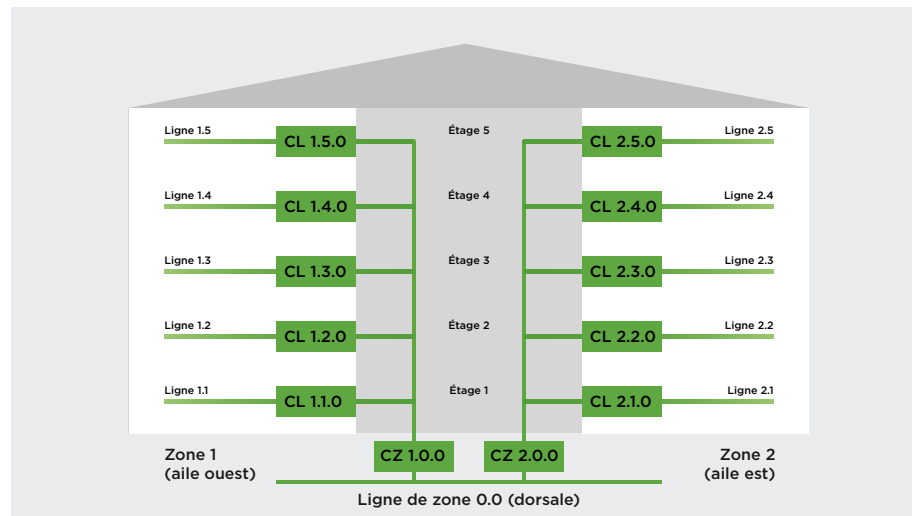 Ligne 1.5
CL 1.5.0
Étage 5
CL 2.5.0
Ligne 2.5
Ligne 1.4
CL 1.4.0
Étage 4
CL 2.4.0
Ligne 2.4
Ligne 1.3
CL 1.3.0
Étage 3
CL 2.3.0
Ligne 2.3
Ligne 1.2
CL 1.2.0
Étage 2
CL 2.2.0
Ligne 2.2
Ligne 1.1
CL 1.1.0
Étage 1
CL 2.1.0
Ligne 2.1
Zone 1
(aile ouest)
CZ 1.0.0
CZ 2.0.0
Zone 2
(aile est)
Ligne de zone 0.0 (dorsale)